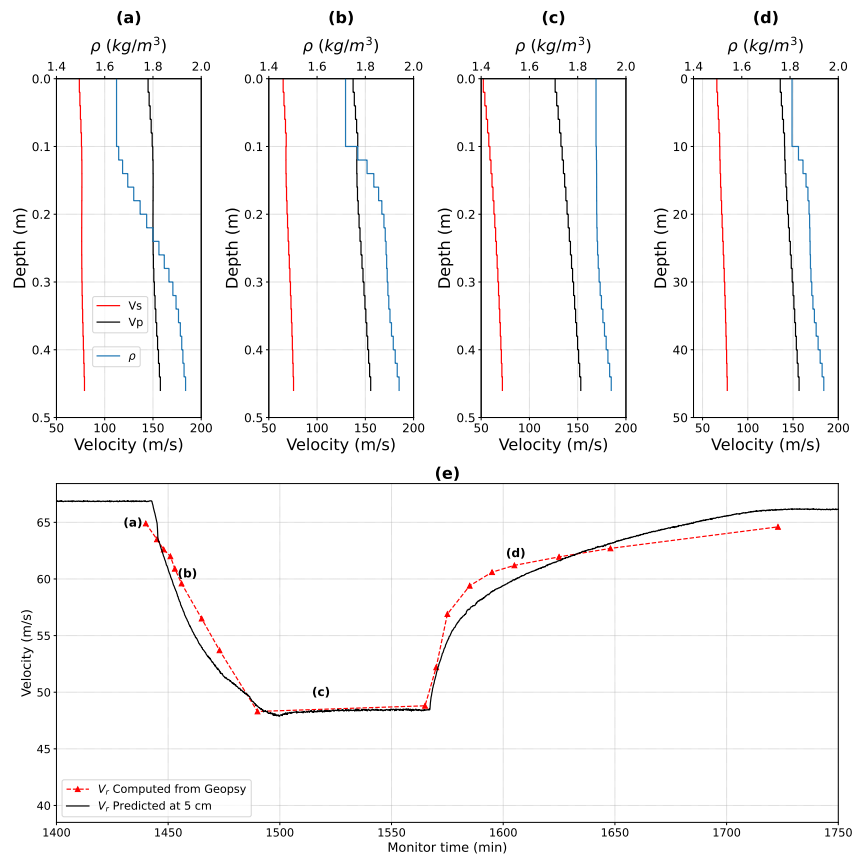 (a) (b) (c) (d)
ρ (kg/m³) ρ (kg/m³) ρ (kg/m³) ρ (kg/m³)
1.4 1.6 1.8 2.0 1.4 1.6 1.8 2.0 1.4 1.6 1.8 2.0 1.4 1.6 1.8 2.0
0.0 0.0 0.0 0
0.1 0.1 0.1 10
0.2 0.2 0.2 20
0.3 0.3 0.3 30
0.4 0.4 0.4 40
0.5 0.5 0.5 50
Depth (m) Depth (m) Depth (m) Depth (m)
Vs
Vp
ρ
50 100 150 200 50 100 150 200 50 100 150 200 50 100 150 200
Velocity (m/s) Velocity (m/s) Velocity (m/s) Velocity (m/s)
(e)
65
60
55
50
45
40
Velocity (m/s)
(a)
(b)
(c)
(d)
Vr Computed from Geopsy
Vr Predicted at 5 cm
1400 1450 1500 1550 1600 1650 1700 1750
Monitor time (min)